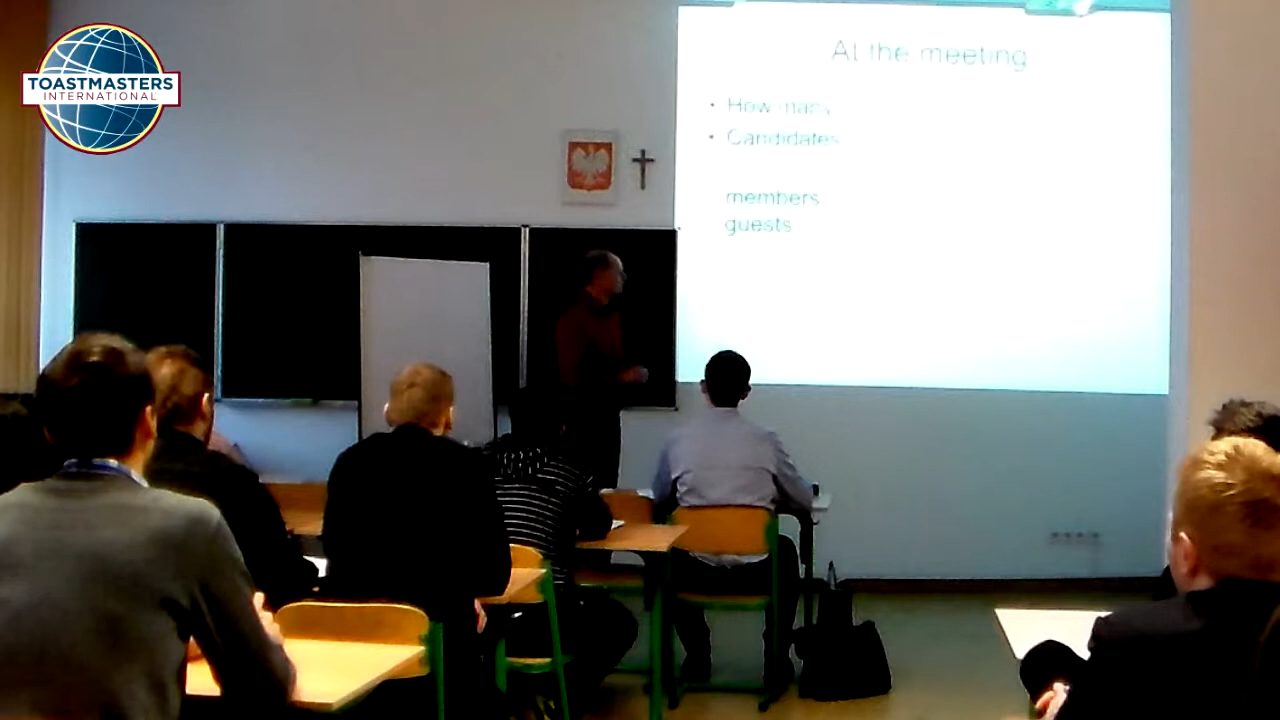 TOASTMASTERS
INTERNATIONAL
At the meeting
• How many
• Candidates
members
guests